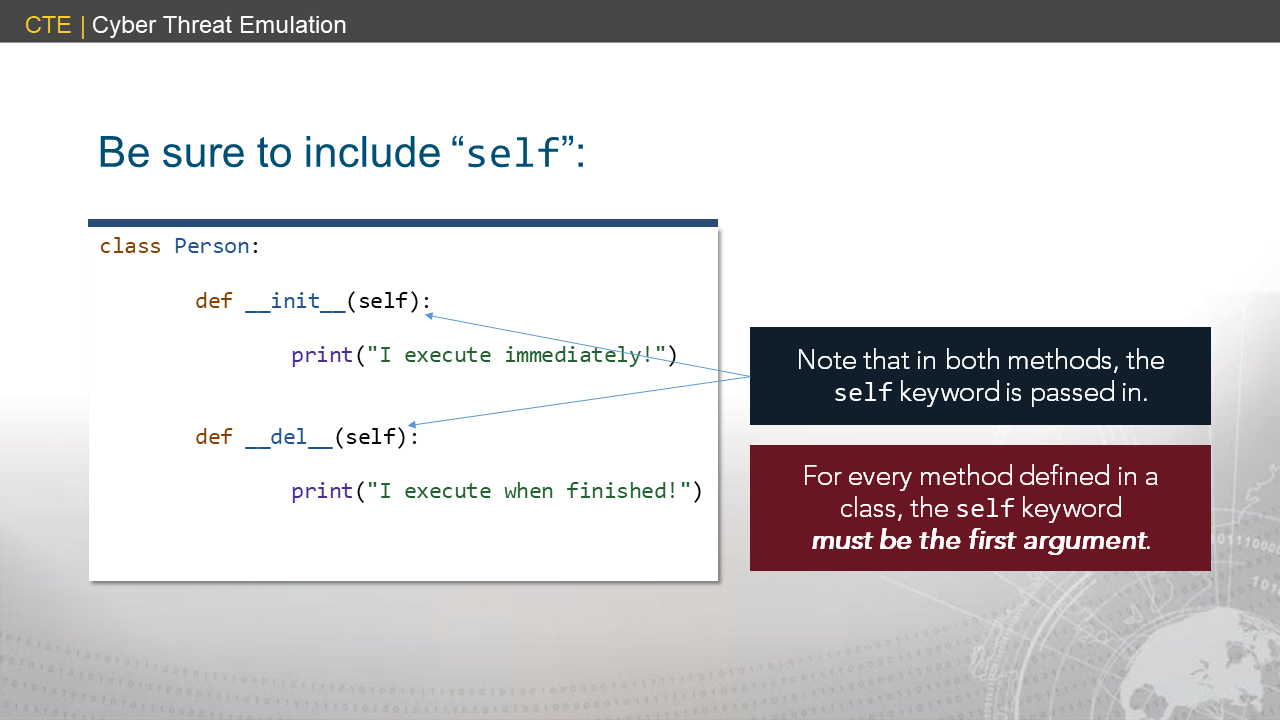 CTE | Cyber Threat Emulation
Be sure to include “self”:
class Person:
def __init__(self):
print("I execute immediately!")
def __del__(self):
print("I execute when finished!")
Note that in both methods, the
self keyword is passed in.
For every method defined in a
class, the self keyword
must be the first argument.